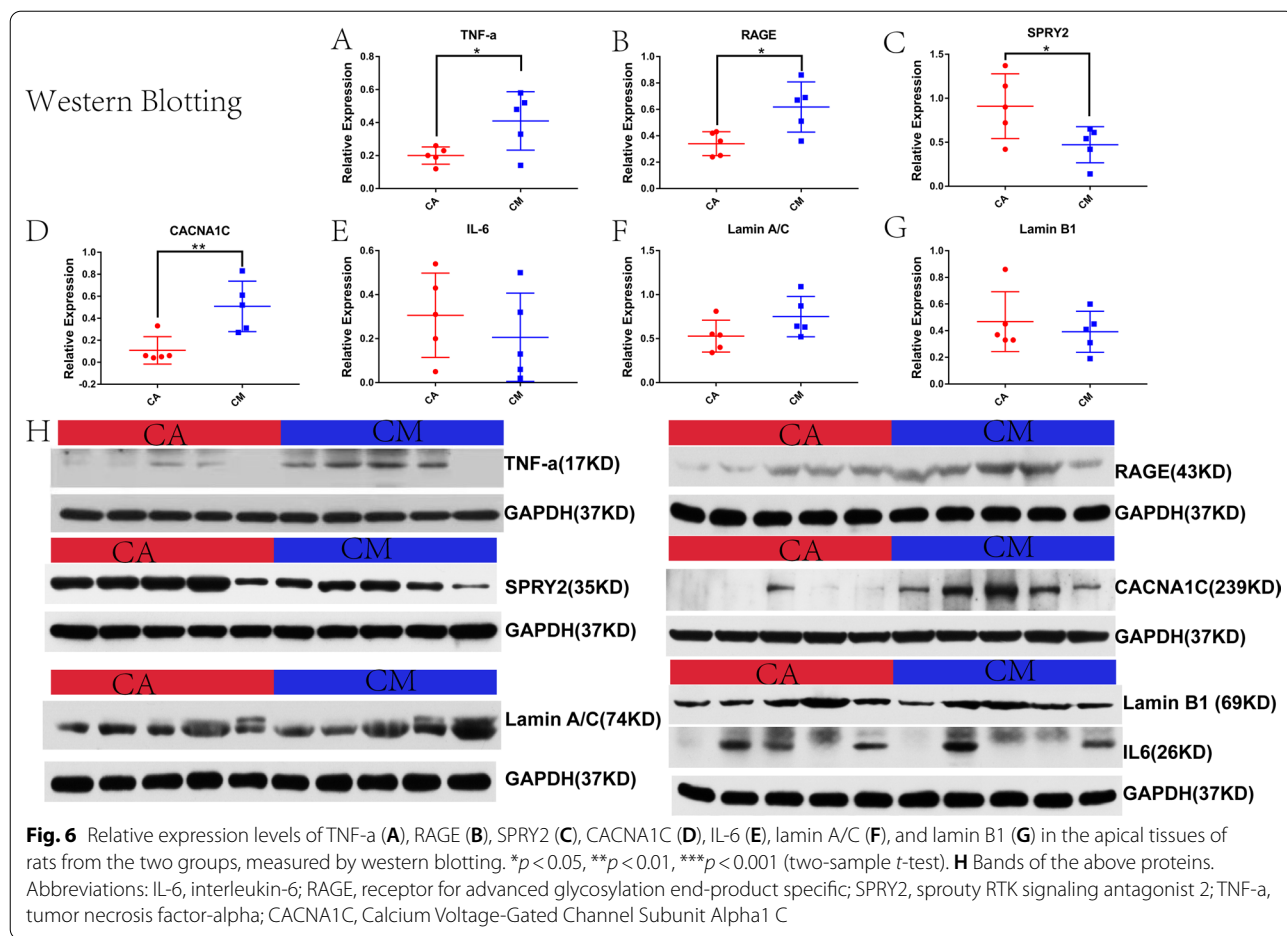 Western Blotting
A
TNF-a
*
Relative Expression
0.8
0.6
0.4
0.2
0.0
CA
CM
B
RAGE
*
Relative Expression
1.0
0.8
0.6
0.4
0.2
0.0
CA
CM
C
SPRY2
*
Relative Expression
1.5
1.0
0.5
0.0
CA
CM
D
CACNA1C
**
Relative Expression
1.0
0.8
0.6
0.4
0.2
0.0
-0.2
CA
CM
E
IL-6
Relative Expression
0.6
0.4
0.2
0.0
CA
CM
F
Lamin A/C
Relative Expression
1.5
1.0
0.5
0.0
CA
CM
G
Lamin B1
Relative Expression
1.0
0.8
0.6
0.4
0.2
0.0
CA
CM
H
CA CM
TNF-a(17KD)
GAPDH(37KD)
CA CM
SPRY2(35KD)
GAPDH(37KD)
CA CM
Lamin A/C(74KD)
GAPDH(37KD)
CA CM
RAGE(43KD)
GAPDH(37KD)
CA CM
CACNA1C(239KD)
GAPDH(37KD)
CA CM
Lamin B1 (69KD)
IL6(26KD)
GAPDH(37KD)
Fig. 6 Relative expression levels of TNF-a (A), RAGE (B), SPRY2 (C), CACNA1C (D), IL-6 (E), lamin A/C (F), and lamin B1 (G) in the apical tissues of
rats from the two groups, measured by western blotting. *p < 0.05, **p < 0.01, ***p < 0.001 (two-sample t-test). H Bands of the above proteins.
Abbreviations: IL-6, interleukin-6; RAGE, receptor for advanced glycosylation end-product specific; SPRY2, sprouty RTK signaling antagonist 2; TNF-a,
tumor necrosis factor-alpha; CACNA1C, Calcium Voltage-Gated Channel Subunit Alpha1 C